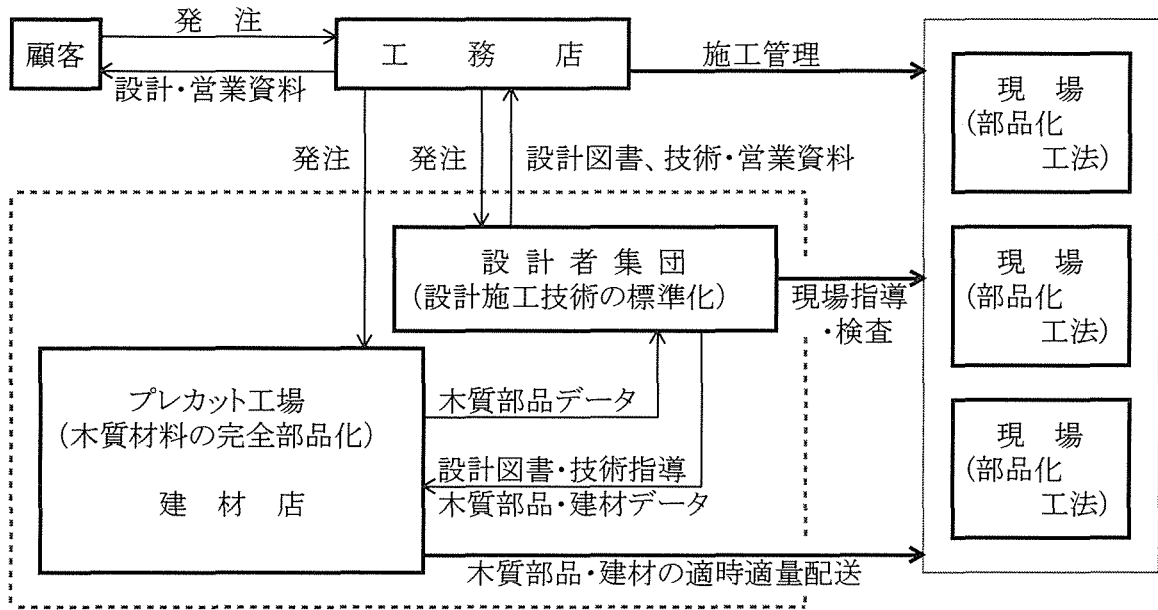 発　注
顧客
工　務　店
設計・営業資料
施工管理
発注
発注
設計図書、技術・営業資料
現　場
(部品化
工法)
設 計 者 集 団
(設計施工技術の標準化)
現場指導
・検査
現　場
(部品化
工法)
プレカット工場
(木質材料の完全部品化)
建　材　店
木質部品データ
設計図書・技術指導
木質部品・建材データ
現　場
(部品化
工法)
木質部品・建材の適時適量配送